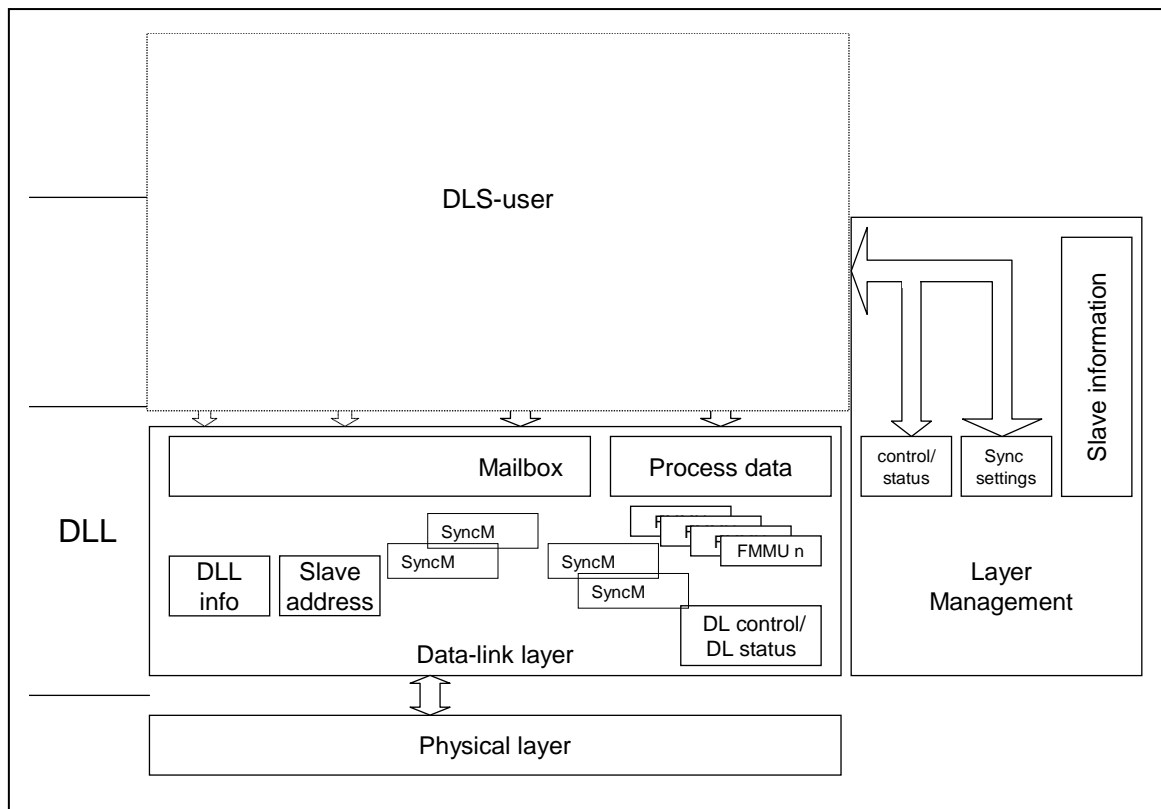 DLS-user
Slave information
control/
status
Sync
settings
Mailbox
Process data
DLL
SyncM
SyncM
SyncM
SyncM
FMMU n
DLL
info
Slave
address
DL control/
DL status
Layer
Management
Data-link layer
Physical layer